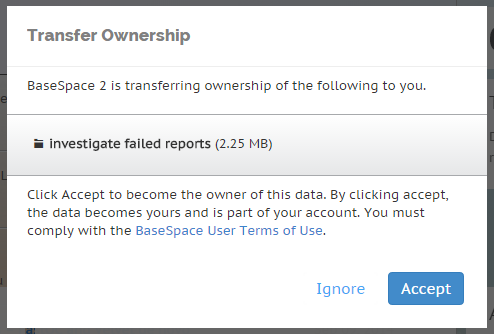 Transfer Ownership
BaseSpace 2 is transferring ownership of the following to you.
investigate failed reports (2.25 MB)
Click Accept to become the owner of this data. By clicking accept,
the data becomes yours and is part of your account. You must
comply with the BaseSpace User Terms of Use.
Ignore Accept